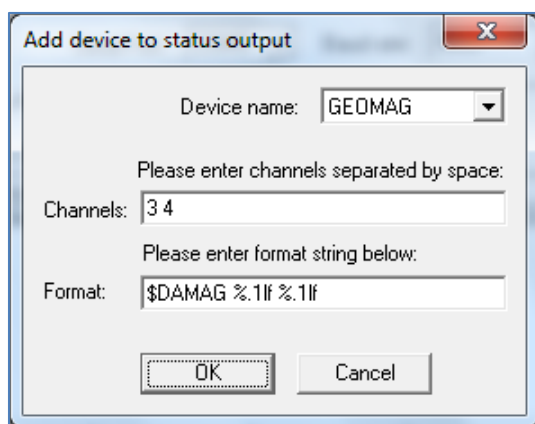 Add device to status output
Device name: GEOMAG
Please enter channels separated by space:
Channels: 3 4
Please enter format string below:
Format: $DAMAG %.1lf %.1lf
OK Cancel